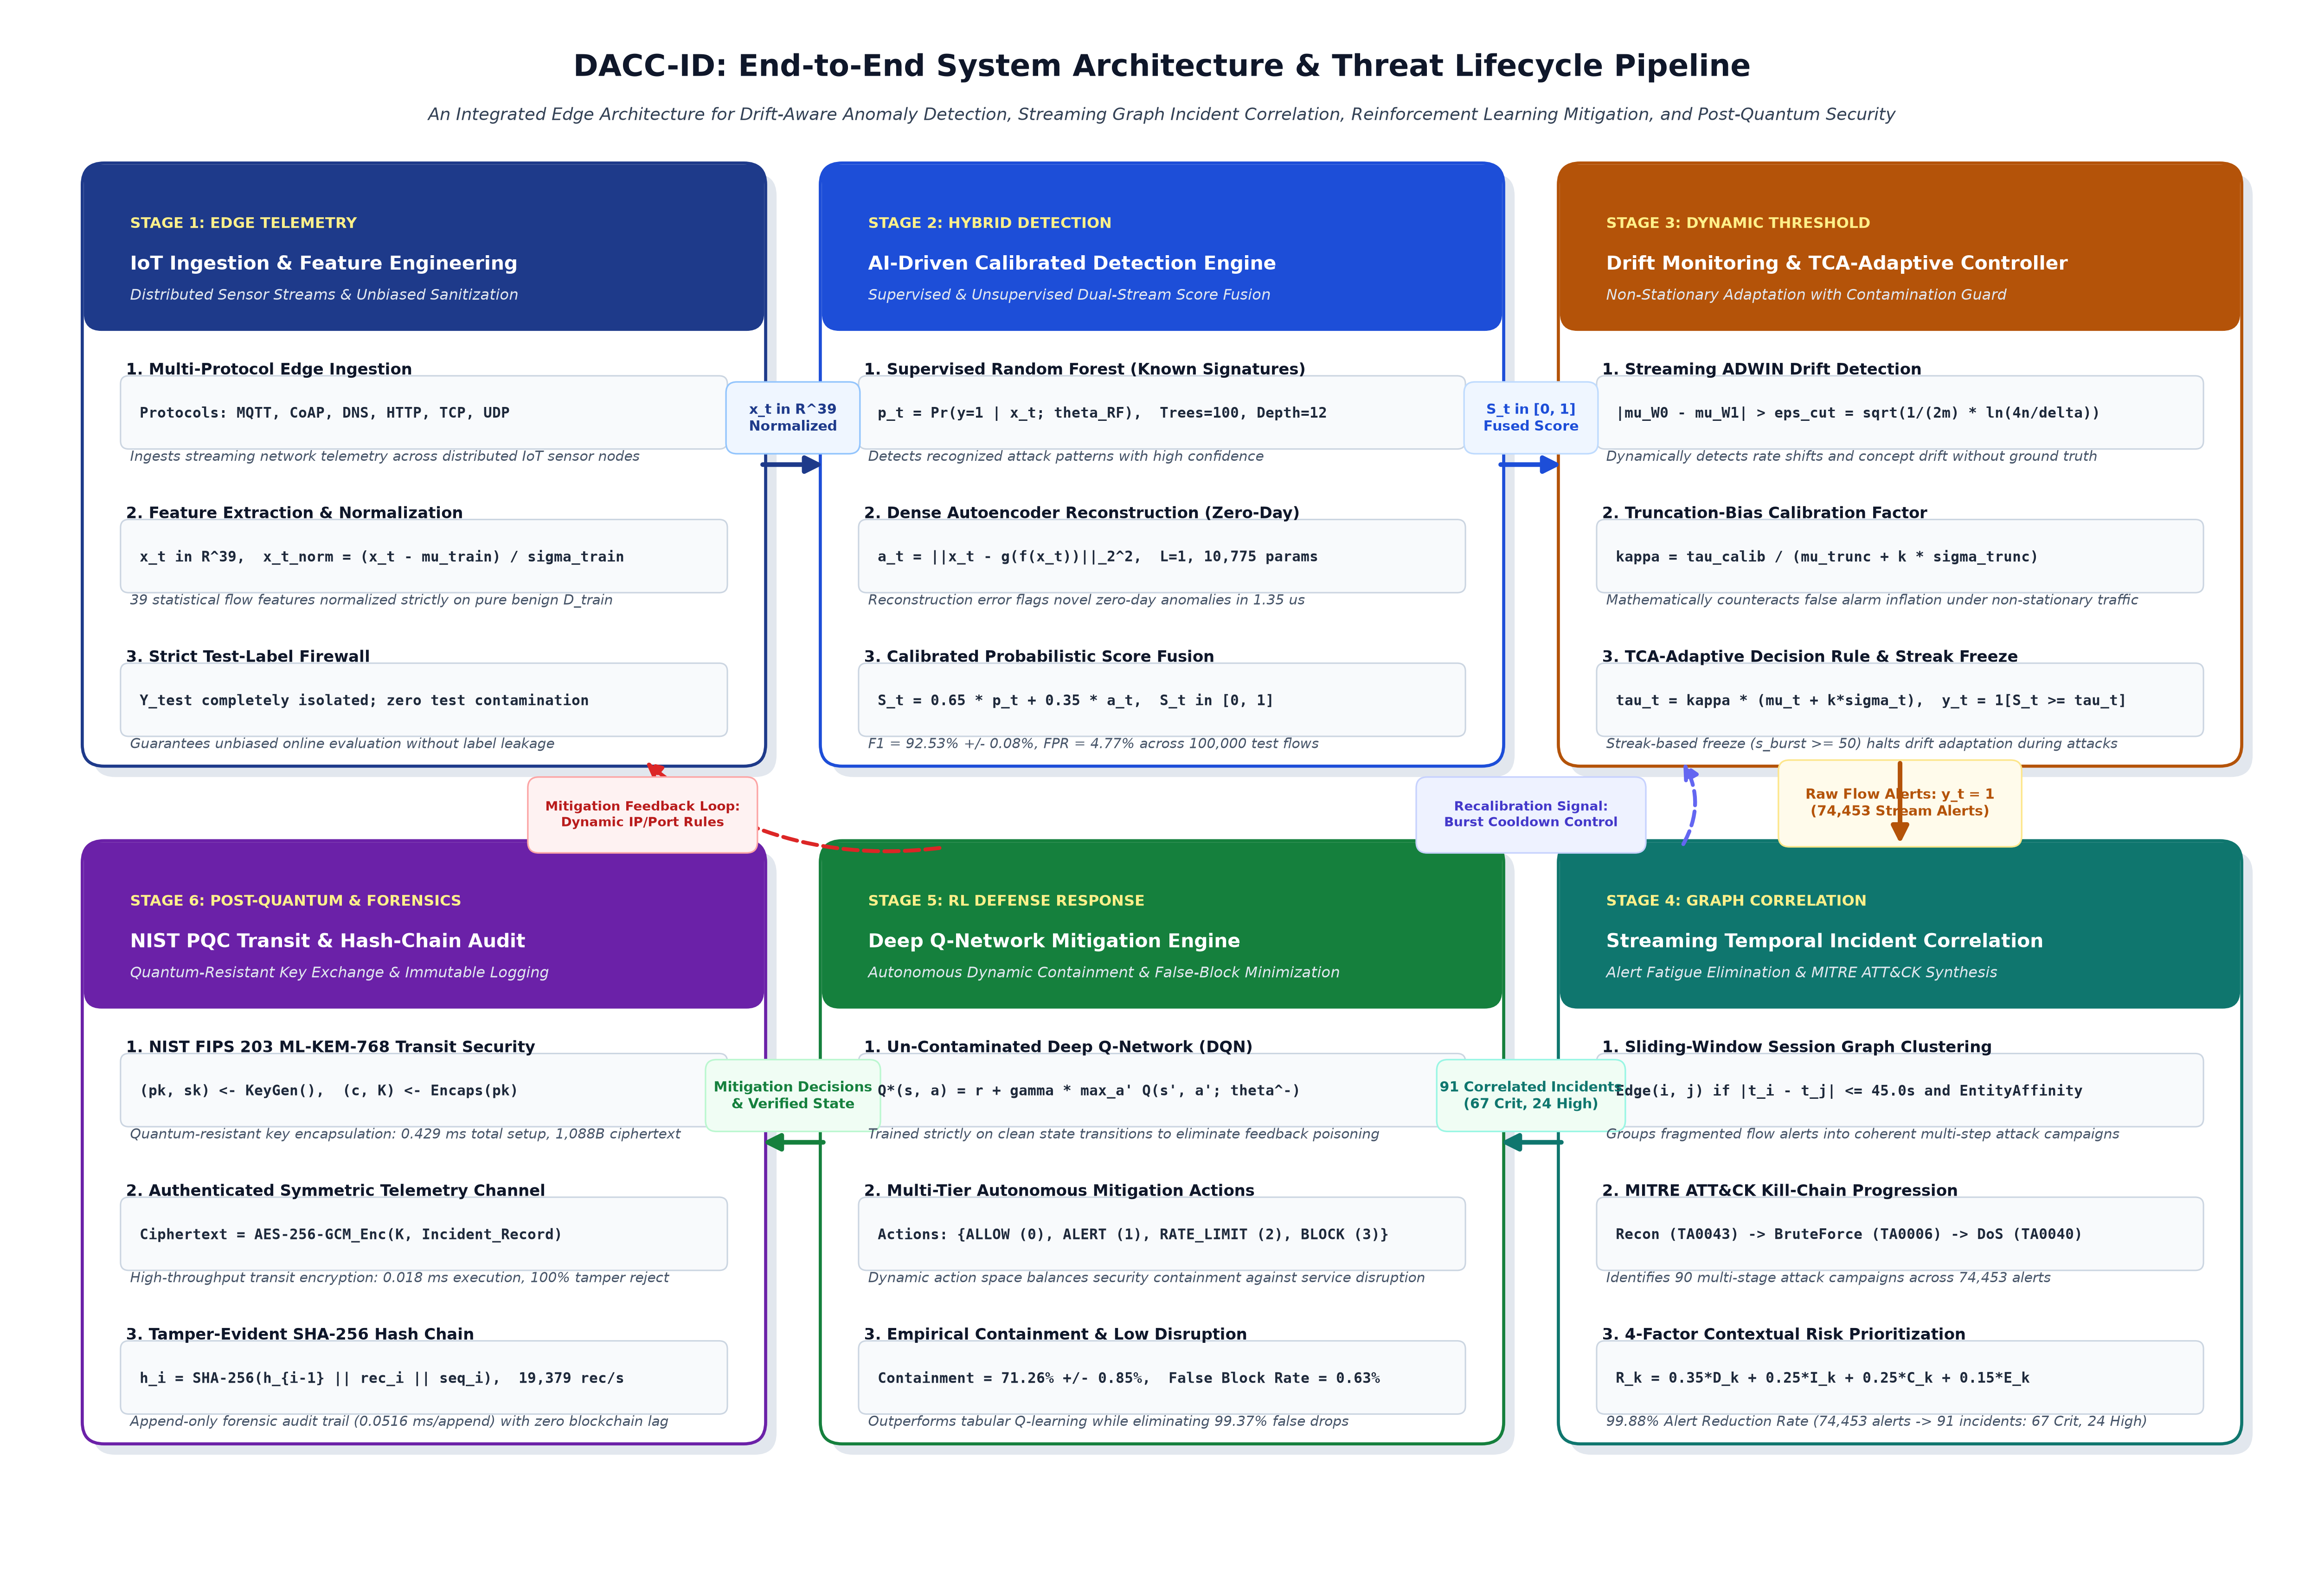 DACC-ID: End-to-End System Architecture & Threat Lifecycle Pipeline
An Integrated Edge Architecture for Drift-Aware Anomaly Detection, Streaming Graph Incident Correlation, Reinforcement Learning Mitigation, and Post-Quantum Security
STAGE 1: EDGE TELEMETRY
IoT Ingestion & Feature Engineering
Distributed Sensor Streams & Unbiased Sanitization
1. Multi-Protocol Edge Ingestion
Protocols: MQTT, CoAP, DNS, HTTP, TCP, UDP
Ingests streaming network telemetry across distributed IoT sensor nodes
2. Feature Extraction & Normalization
x_t in R^39,  x_t_norm = (x_t - mu_train) / sigma_train
39 statistical flow features normalized strictly on pure benign D_train
3. Strict Test-Label Firewall
Y_test completely isolated; zero test contamination
Guarantees unbiased online evaluation without label leakage
x_t in R^39
Normalized
STAGE 2: HYBRID DETECTION
AI-Driven Calibrated Detection Engine
Supervised & Unsupervised Dual-Stream Score Fusion
1. Supervised Random Forest (Known Signatures)
p_t = Pr(y=1 | x_t; theta_RF),  Trees=100, Depth=12
Detects recognized attack patterns with high confidence
2. Dense Autoencoder Reconstruction (Zero-Day)
a_t = ||x_t - g(f(x_t))||_2^2,  L=1, 10,775 params
Reconstruction error flags novel zero-day anomalies in 1.35 us
3. Calibrated Probabilistic Score Fusion
S_t = 0.65 * p_t + 0.35 * a_t,  S_t in [0, 1]
F1 = 92.53% +/- 0.08%, FPR = 4.77% across 100,000 test flows
S_t in [0, 1]
Fused Score
STAGE 3: DYNAMIC THRESHOLD
Drift Monitoring & TCA-Adaptive Controller
Non-Stationary Adaptation with Contamination Guard
1. Streaming ADWIN Drift Detection
|mu_W0 - mu_W1| > eps_cut = sqrt(1/(2m) * ln(4n/delta))
Dynamically detects rate shifts and concept drift without ground truth
2. Truncation-Bias Calibration Factor
kappa = tau_calib / (mu_trunc + k * sigma_trunc)
Mathematically counteracts false alarm inflation under non-stationary traffic
3. TCA-Adaptive Decision Rule & Streak Freeze
tau_t = kappa * (mu_t + k*sigma_t),  y_t = 1[S_t >= tau_t]
Streak-based freeze (s_burst >= 50) halts drift adaptation during attacks
Mitigation Feedback Loop:
Dynamic IP/Port Rules
Recalibration Signal:
Burst Cooldown Control
Raw Flow Alerts: y_t = 1
(74,453 Stream Alerts)
STAGE 6: POST-QUANTUM & FORENSICS
NIST PQC Transit & Hash-Chain Audit
Quantum-Resistant Key Exchange & Immutable Logging
1. NIST FIPS 203 ML-KEM-768 Transit Security
(pk, sk) <- KeyGen(),  (c, K) <- Encaps(pk)
Quantum-resistant key encapsulation: 0.429 ms total setup, 1,088B ciphertext
2. Authenticated Symmetric Telemetry Channel
Ciphertext = AES-256-GCM_Enc(K, Incident_Record)
High-throughput transit encryption: 0.018 ms execution, 100% tamper reject
3. Tamper-Evident SHA-256 Hash Chain
h_i = SHA-256(h_{i-1} || rec_i || seq_i),  19,379 rec/s
Append-only forensic audit trail (0.0516 ms/append) with zero blockchain lag
Mitigation Decisions
& Verified State
STAGE 5: RL DEFENSE RESPONSE
Deep Q-Network Mitigation Engine
Autonomous Dynamic Containment & False-Block Minimization
1. Un-Contaminated Deep Q-Network (DQN)
Q*(s, a) = r + gamma * max_a' Q(s', a'; theta^-)
Trained strictly on clean state transitions to eliminate feedback poisoning
2. Multi-Tier Autonomous Mitigation Actions
Actions: {ALLOW (0), ALERT (1), RATE_LIMIT (2), BLOCK (3)}
Dynamic action space balances security containment against service disruption
3. Empirical Containment & Low Disruption
Containment = 71.26% +/- 0.85%,  False Block Rate = 0.63%
Outperforms tabular Q-learning while eliminating 99.37% false drops
91 Correlated Incidents
(67 Crit, 24 High)
STAGE 4: GRAPH CORRELATION
Streaming Temporal Incident Correlation
Alert Fatigue Elimination & MITRE ATT&CK Synthesis
1. Sliding-Window Session Graph Clustering
Edge(i, j) if |t_i - t_j| <= 45.0s and EntityAffinity
Groups fragmented flow alerts into coherent multi-step attack campaigns
2. MITRE ATT&CK Kill-Chain Progression
Recon (TA0043) -> BruteForce (TA0006) -> DoS (TA0040)
Identifies 90 multi-stage attack campaigns across 74,453 alerts
3. 4-Factor Contextual Risk Prioritization
R_k = 0.35*D_k + 0.25*I_k + 0.25*C_k + 0.15*E_k
99.88% Alert Reduction Rate (74,453 alerts -> 91 incidents: 67 Crit, 24 High)